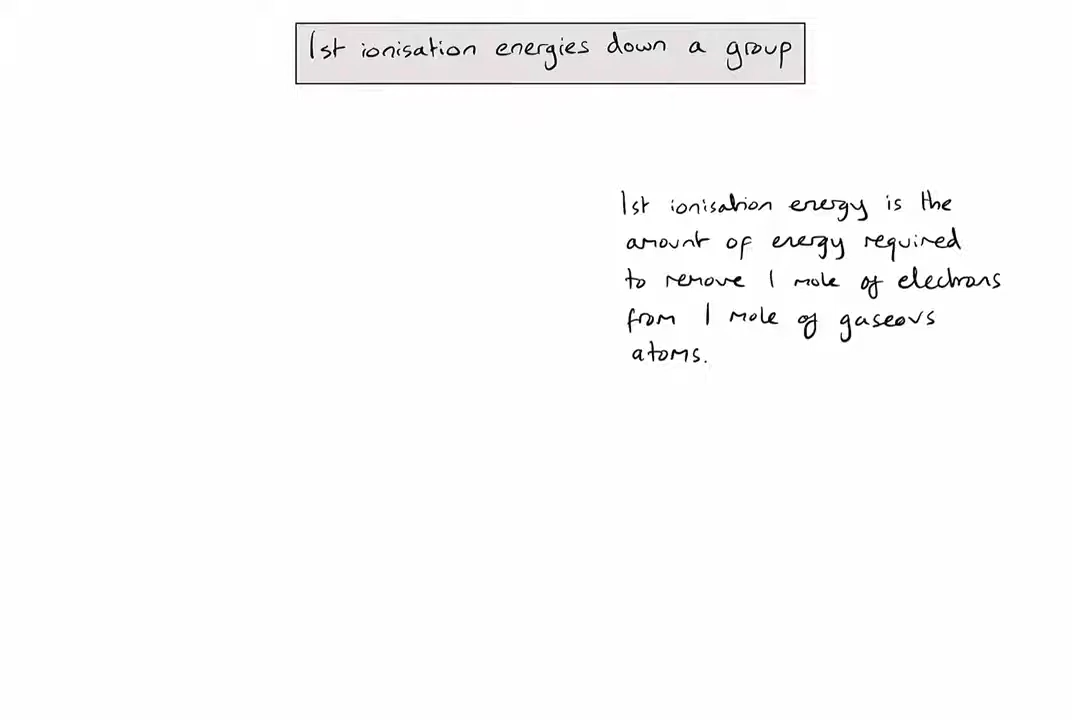 1st ionisation energies down a group
1st ionisation energy is the
amount of energy required
to remove 1 mole of electrons
from 1 mole of gaseous
atoms.